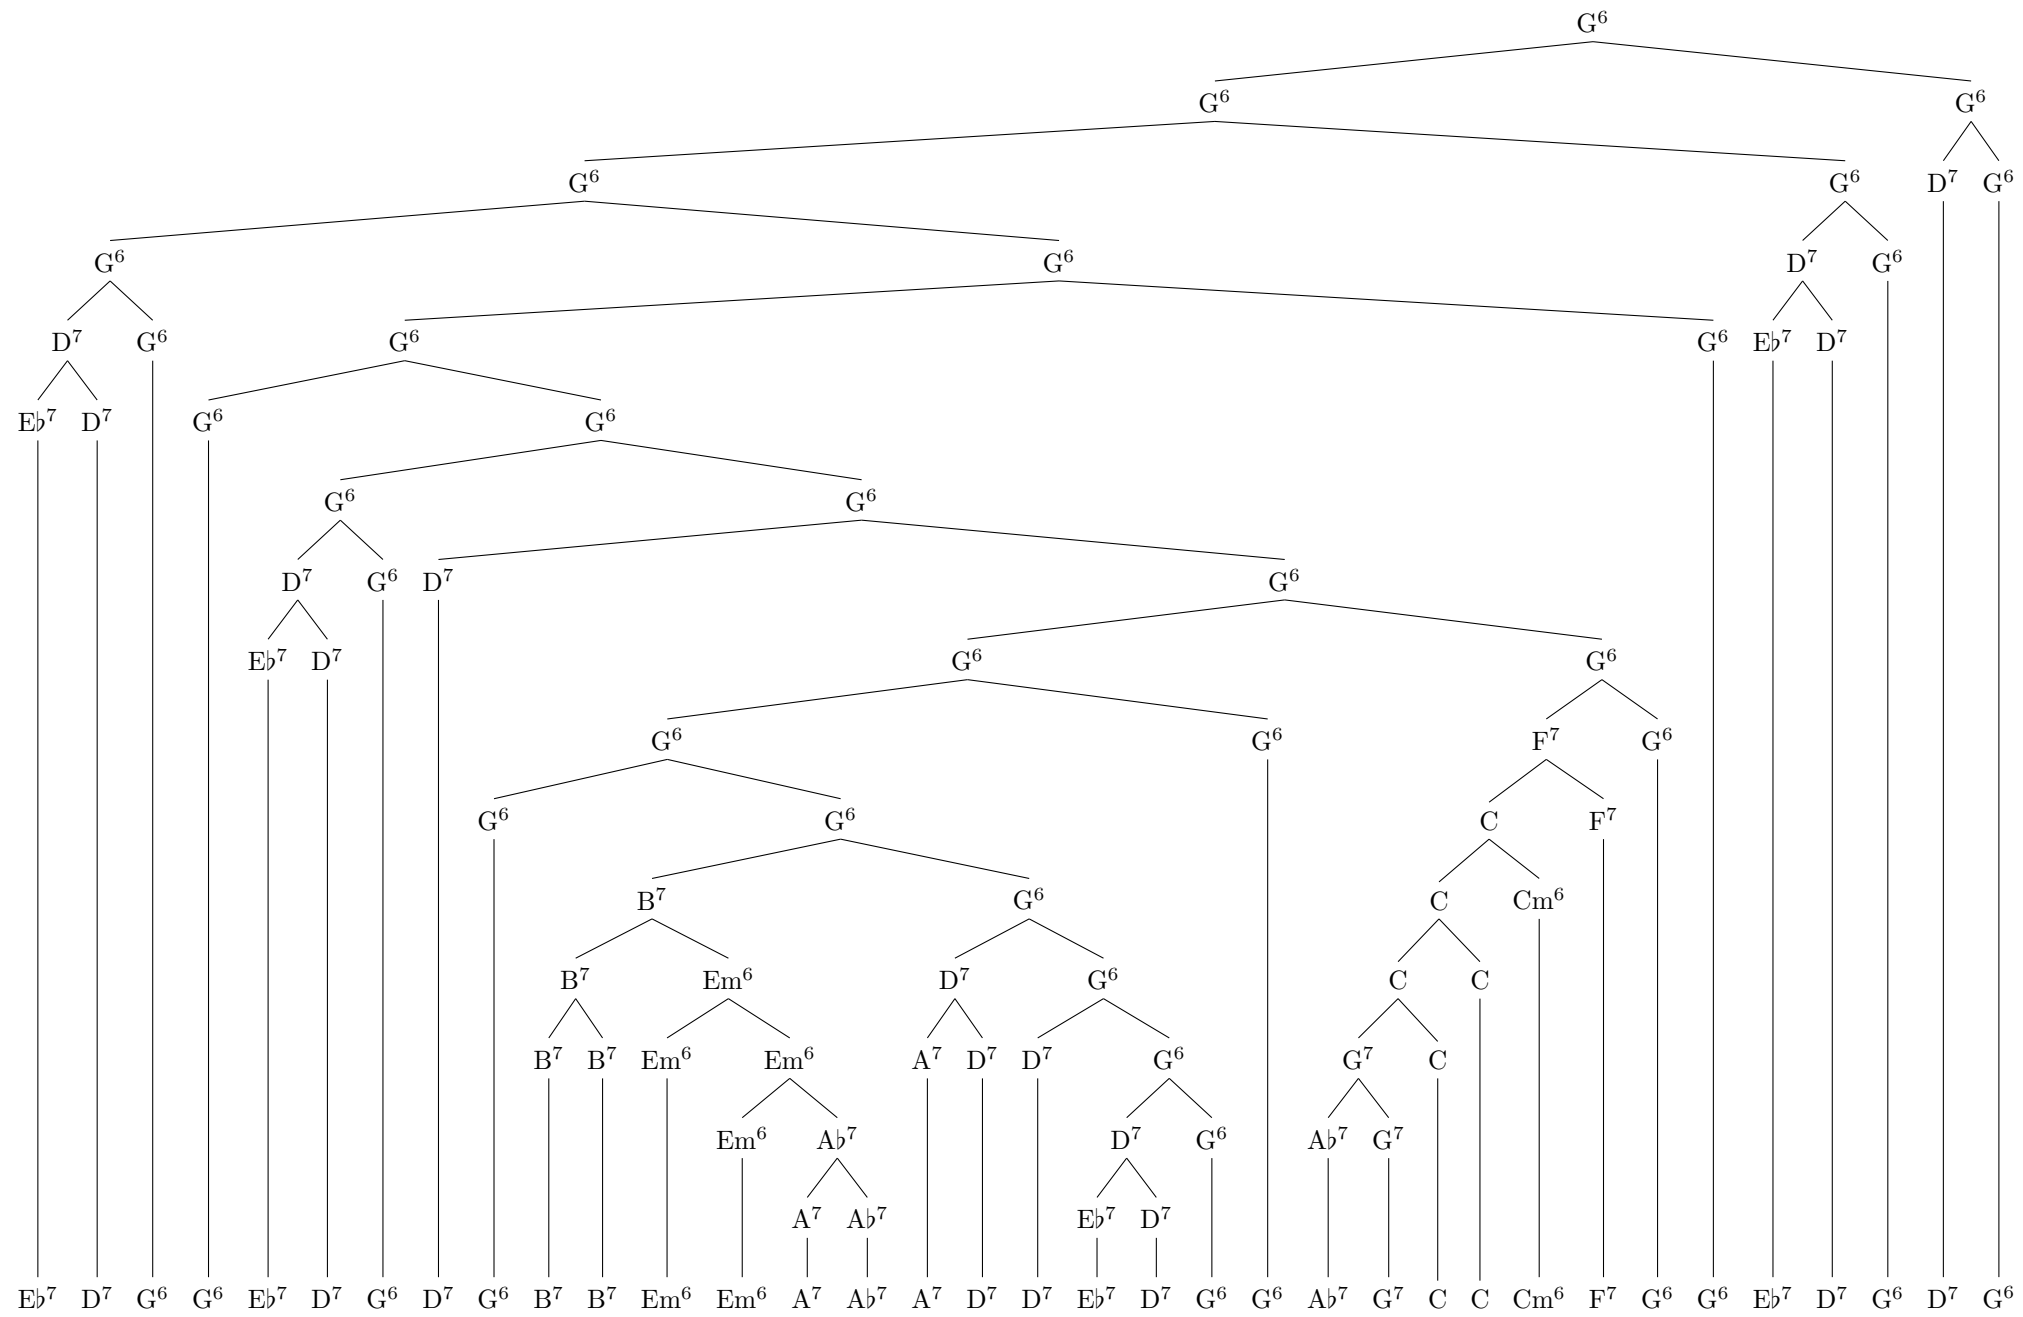 G⁶
G⁶ G⁶
G⁶ G⁶ D⁷ G⁶
G⁶ G⁶ D⁷ G⁶
D⁷ G⁶ G⁶ G⁶ E♭⁷ D⁷
E♭⁷ D⁷ G⁶ G⁶
G⁶ G⁶
D⁷ G⁶ D⁷ G⁶
E♭⁷ D⁷ G⁶ G⁶
G⁶ G⁶ F⁷ G⁶
G⁶ G⁶ C F⁷
B⁷ G⁶ C Cm⁶
B⁷ Em⁶ D⁷ G⁶ C C
B⁷ B⁷ Em⁶ Em⁶ A⁷ D⁷ D⁷ G⁶ G⁷ C
Em⁶ A♭⁷ D⁷ G⁶ A♭⁷ G⁷
A⁷ A♭⁷ E♭⁷ D⁷
E♭⁷ D⁷ G⁶ G⁶ E♭⁷ D⁷ G⁶ D⁷ G⁶ B⁷ B⁷ Em⁶ Em⁶ A⁷ A♭⁷ A⁷ D⁷ D⁷ E♭⁷ D⁷ G⁶ G⁶ A♭⁷ G⁷ C C Cm⁶ F⁷ G⁶ G⁶ E♭⁷ D⁷ G⁶ D⁷ G⁶